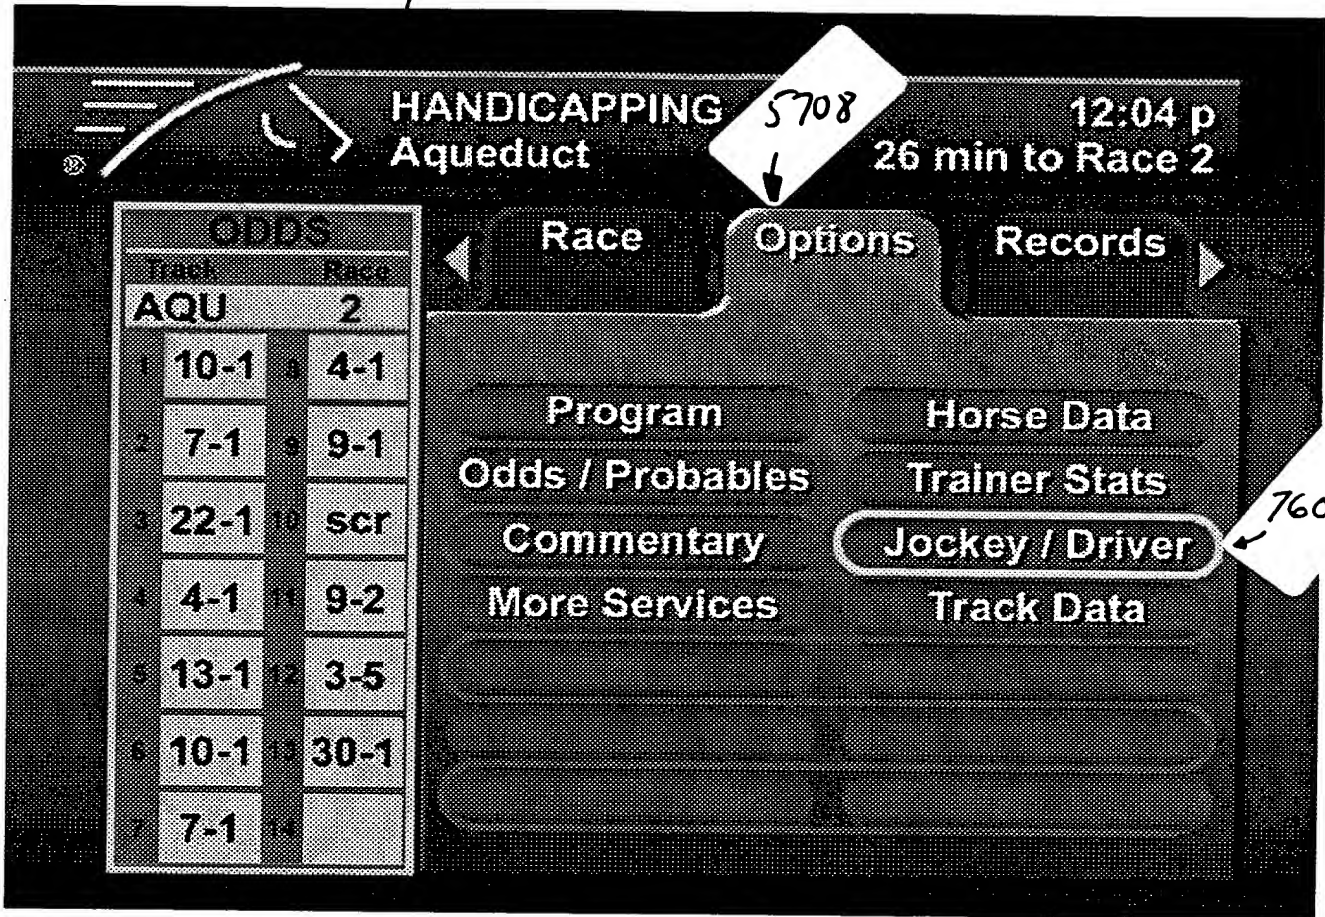 HANDICAPPING
Aqueduct
5708
12:04 p
26 min to Race 2
®
ODDS
Track Race
AQU 2
1 10-1 8 4-1
2 7-1 9 9-1
3 22-1 10 scr
4 4-1 11 9-2
5 13-1 12 3-5
6 10-1 13 30-1
7 7-1 14
Race Options Records
Program Horse Data
Odds / Probables Trainer Stats
Commentary Jockey / Driver
More Services Track Data